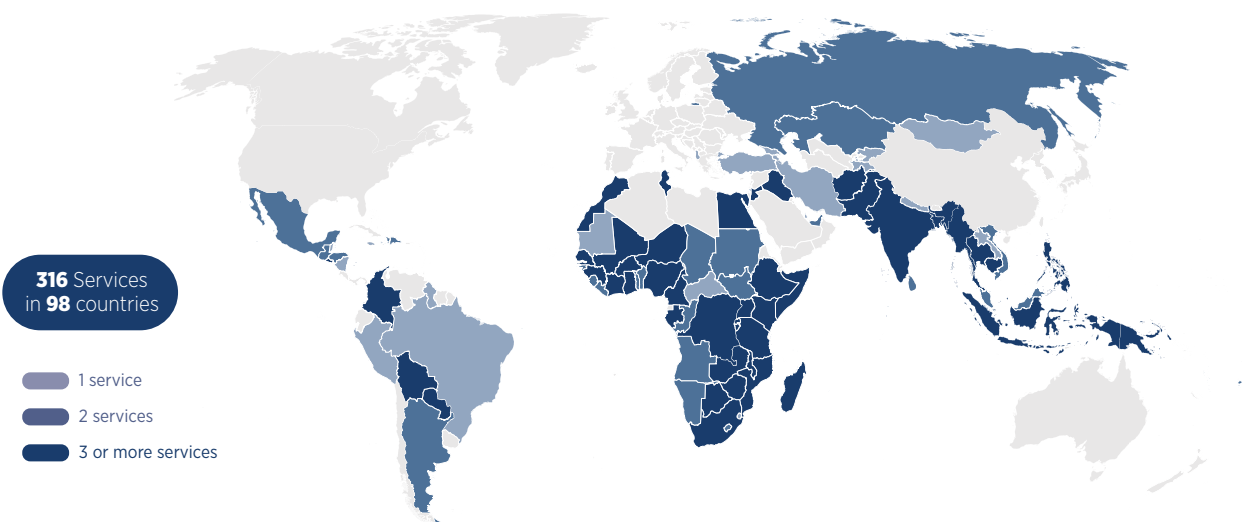 316 Services
in 98 countries
1 service
2 services
3 or more services